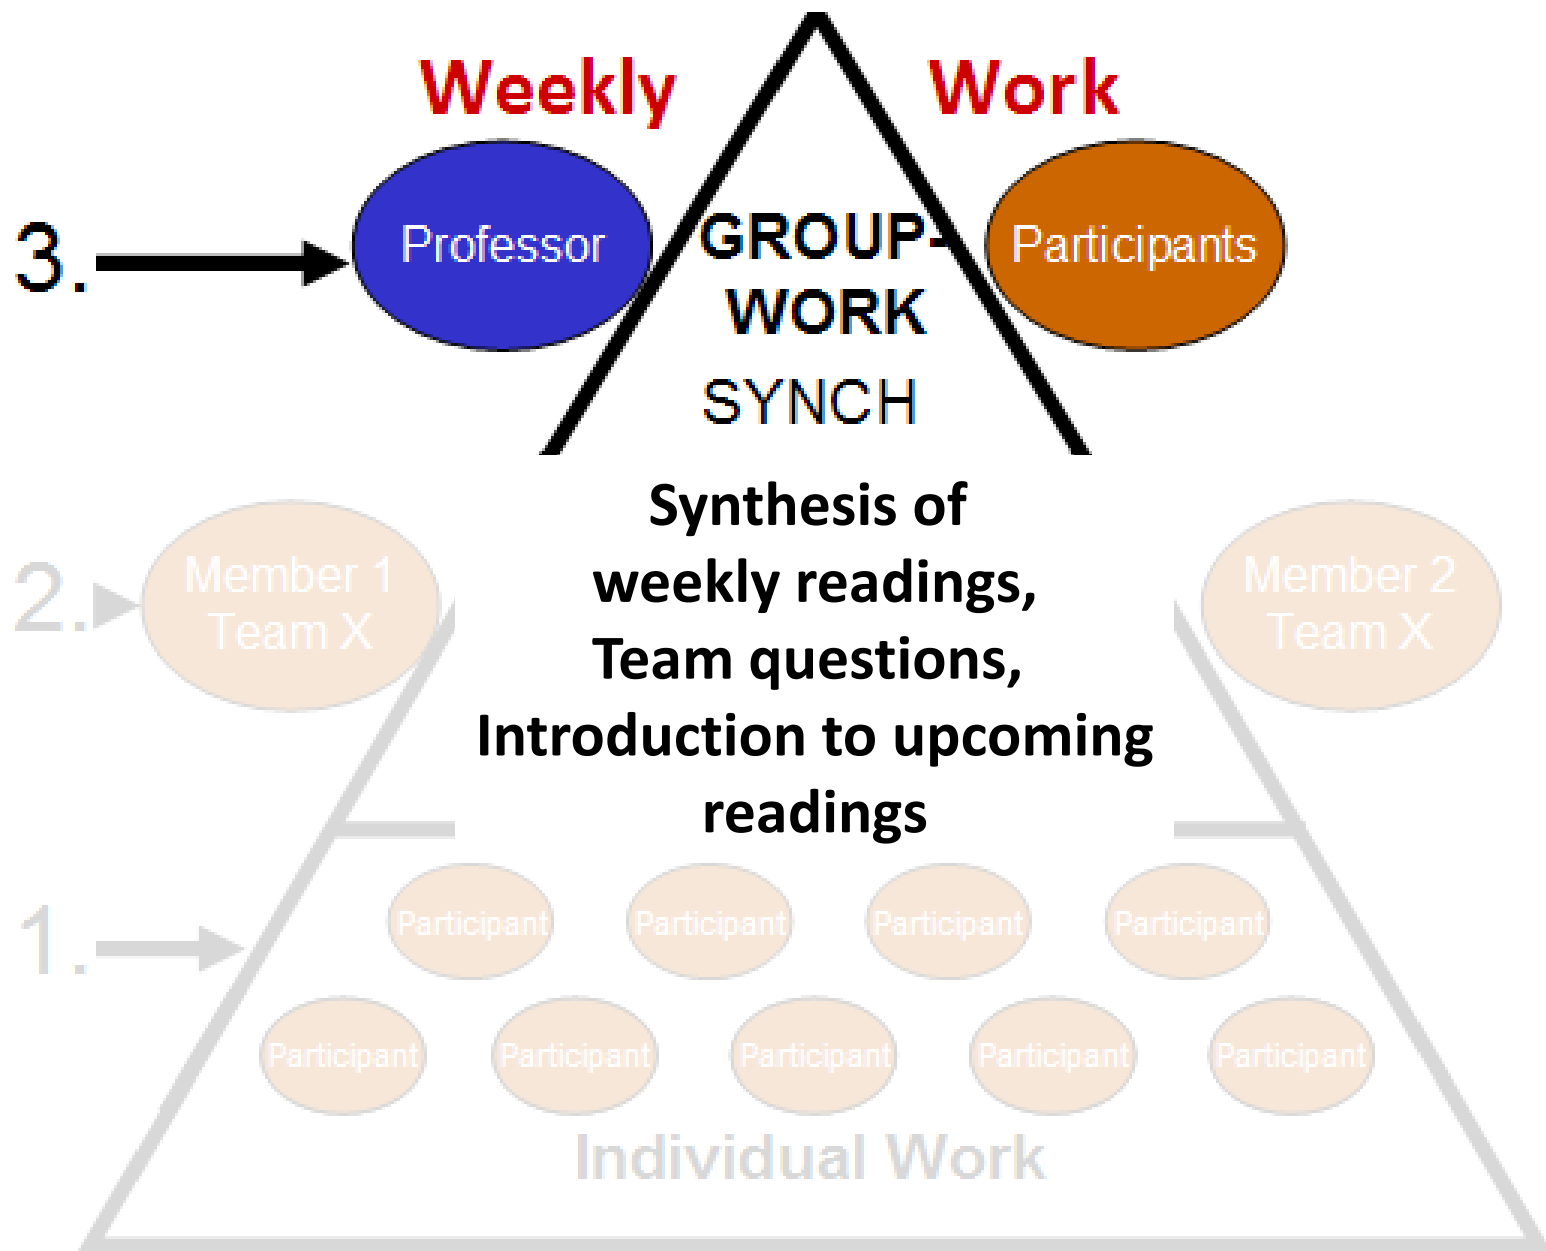 Weekly Work
3. Professor GROUP- Participants
WORK
SYNCH
Synthesis of
weekly readings,
Team questions,
Introduction to upcoming
readings
2. Member 1 Member 2
Team X Team X
1. Participant Participant Participant Participant
Participant Participant Participant Participant Participant
Individual Work